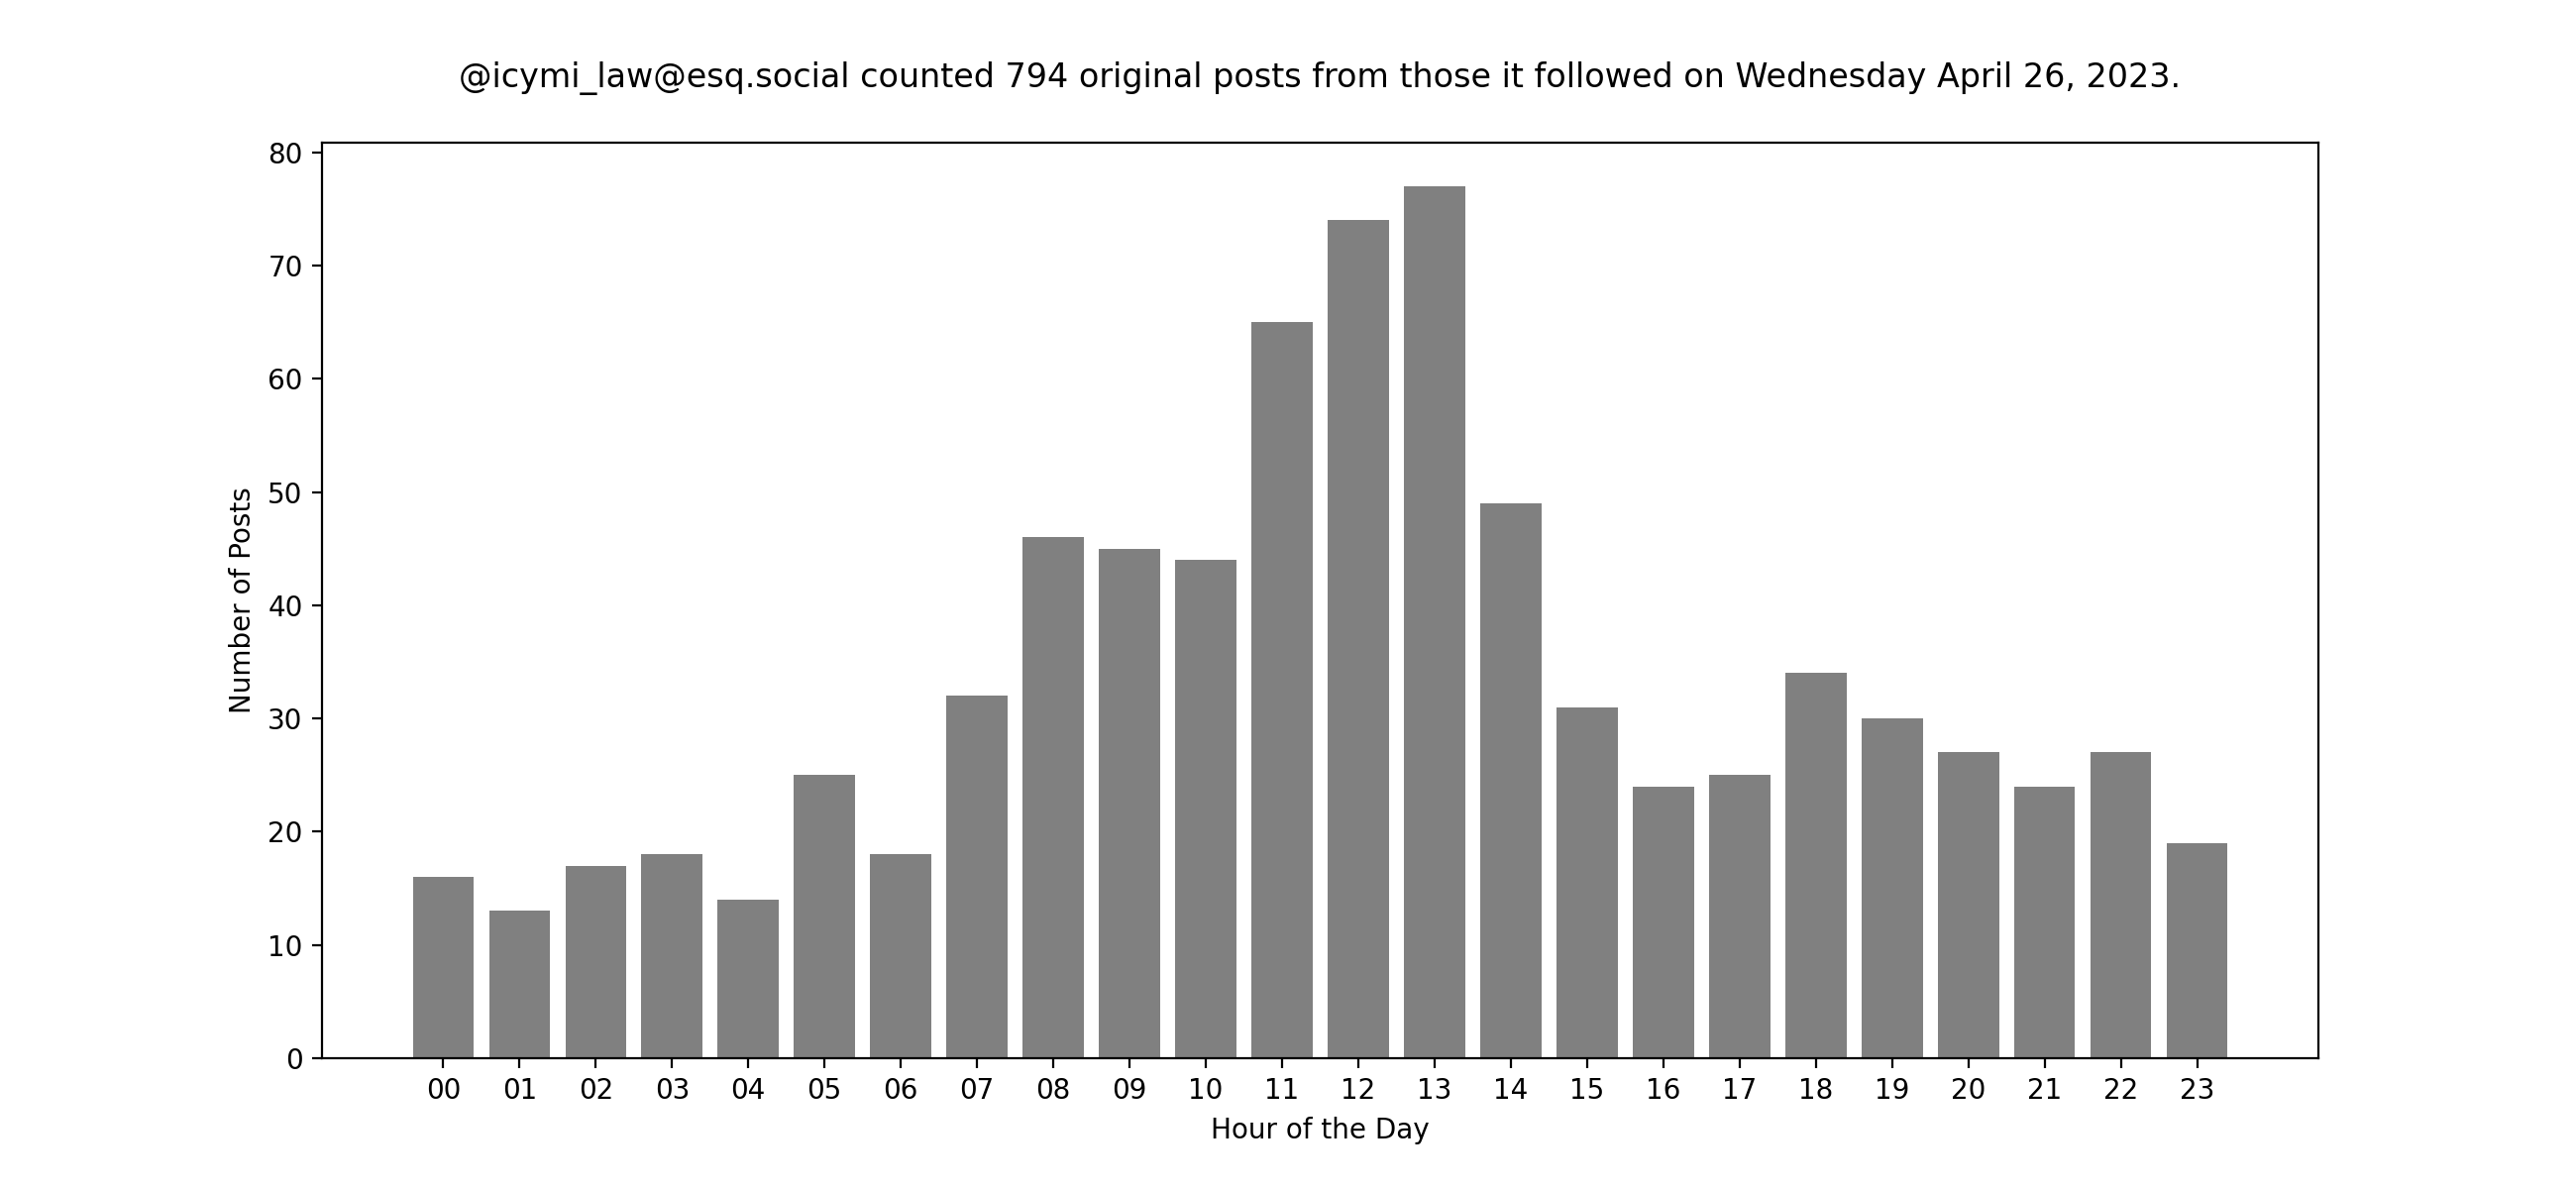 @icymi_law@esq.social counted 794 original posts from those it followed on Wednesday April 26, 2023.
80
70
60
50
40
30
20
10
0
Number of Posts
00 01 02 03 04 05 06 07 08 09 10 11 12 13 14 15 16 17 18 19 20 21 22 23
Hour of the Day